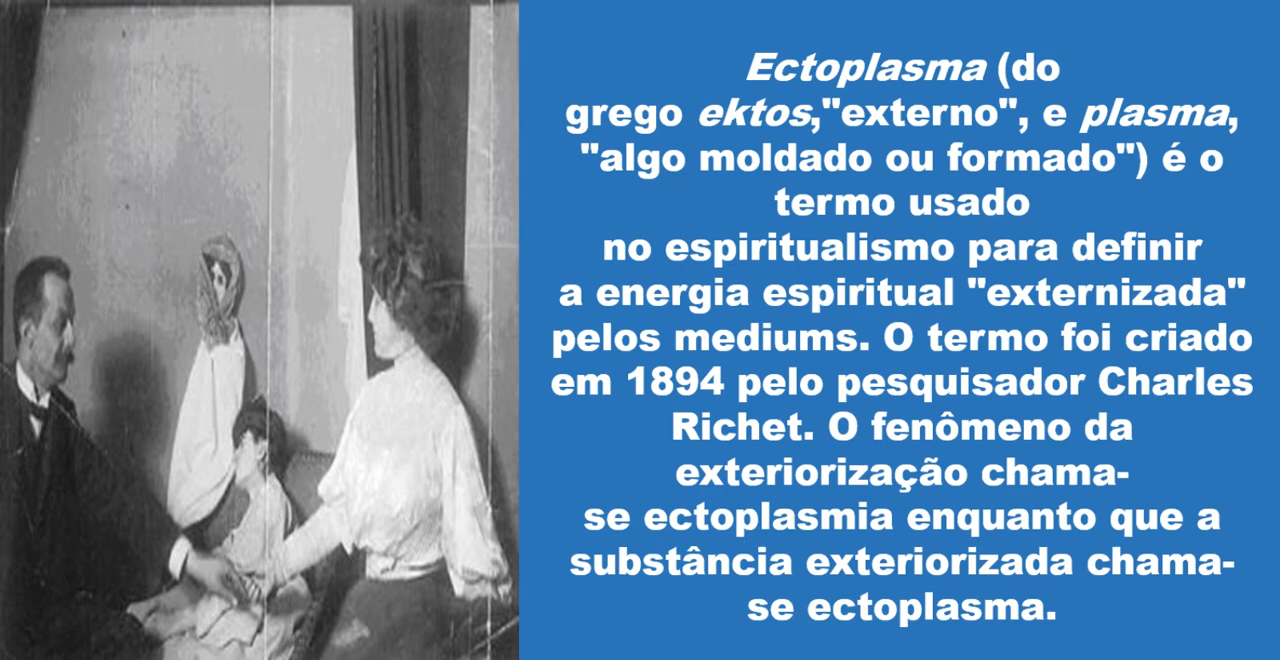 Ectoplasma (do
grego ektos,"externo", e plasma,
"algo moldado ou formado") é o
termo usado
no espiritualismo para definir
a energia espiritual "externizada"
pelos mediums. O termo foi criado
em 1894 pelo pesquisador Charles
Richet. O fenômeno da
exteriorização chama-
se ectoplasmia enquanto que a
substância exteriorizada chama-
se ectoplasma.